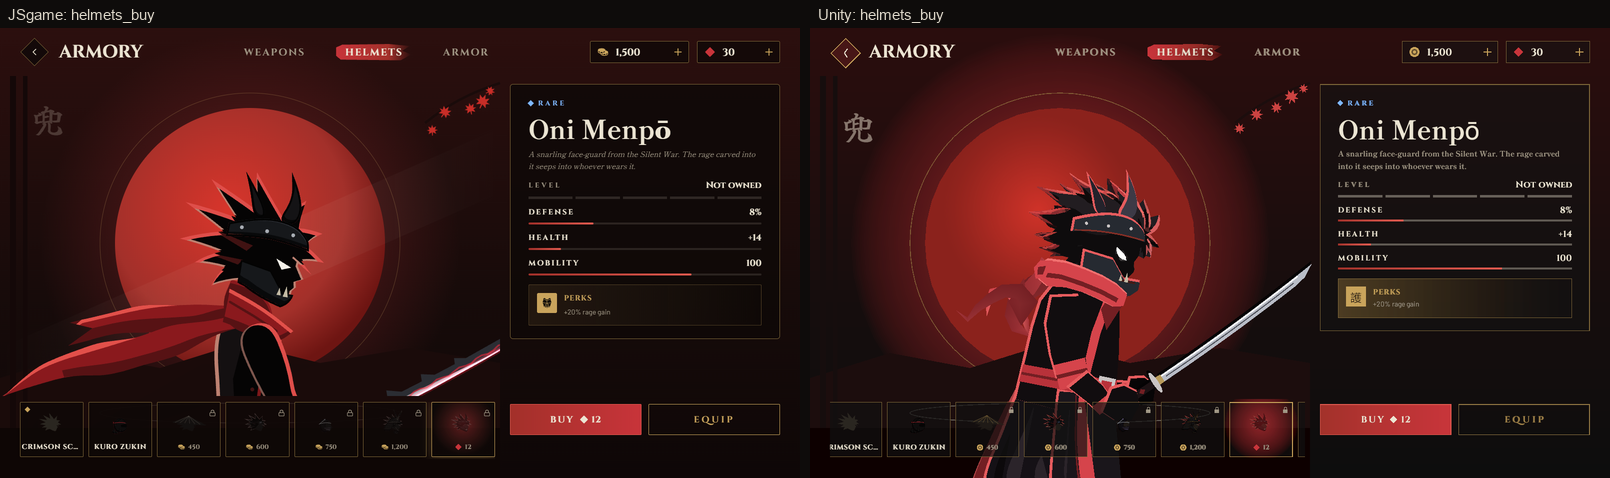 JSgame: helmets_buy
ARMORY
WEAPONS
HELMETS
ARMOR
1,500 +
30 +
兜
RARE
Oni Menpō
A snarling face-guard from the Silent War. The rage carved into
it seeps into whoever wears it.
LEVEL NOT OWNED
DEFENSE 8%
HEALTH +14
MOBILITY 100
PERKS
+20% rage gain
CRIMSON SC...
KURO ZUKIN
450
600
750
1,200
12
BUY ◆ 12
EQUIP
Unity: helmets_buy
ARMORY
WEAPONS
HELMETS
ARMOR
1,500 +
30 +
兜
RARE
Oni Menpō
A snarling face-guard from the Silent War. The rage carved
into it seeps into whoever wears it.
LEVEL NOT OWNED
DEFENSE 8%
HEALTH +14
MOBILITY 100
護
PERKS
+20% rage gain
RIMSON SC...
KURO ZUKIN
450
600
750
1,200
12
BUY ◆ 12
EQUIP